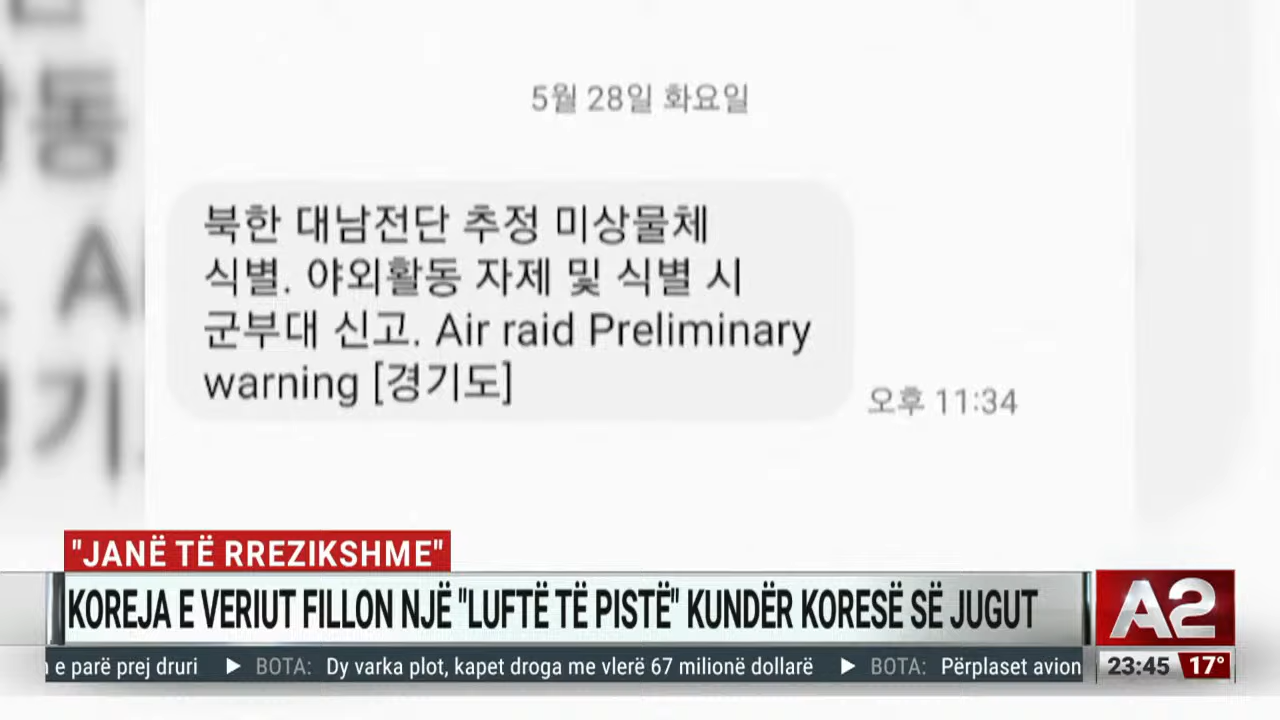 5월 28일 화요일
북한 대남전단 추정 미상물체
식별. 야외활동 자제 및 식별 시
군부대 신고. Air raid Preliminary
warning [경기도]
오후 11:34
"JANË TË RREZIKSHME"
KOREJA E VERIUT FILLON NJË "LUFTË TË PISTË" KUNDËR KORESË SË JUGUT
A2
e parë prej druri ▶ BOTA: Dy varka plot, kapet droga me vlerë 67 milionë dollarë ▶ BOTA: Përplaset avion
23:45 17°